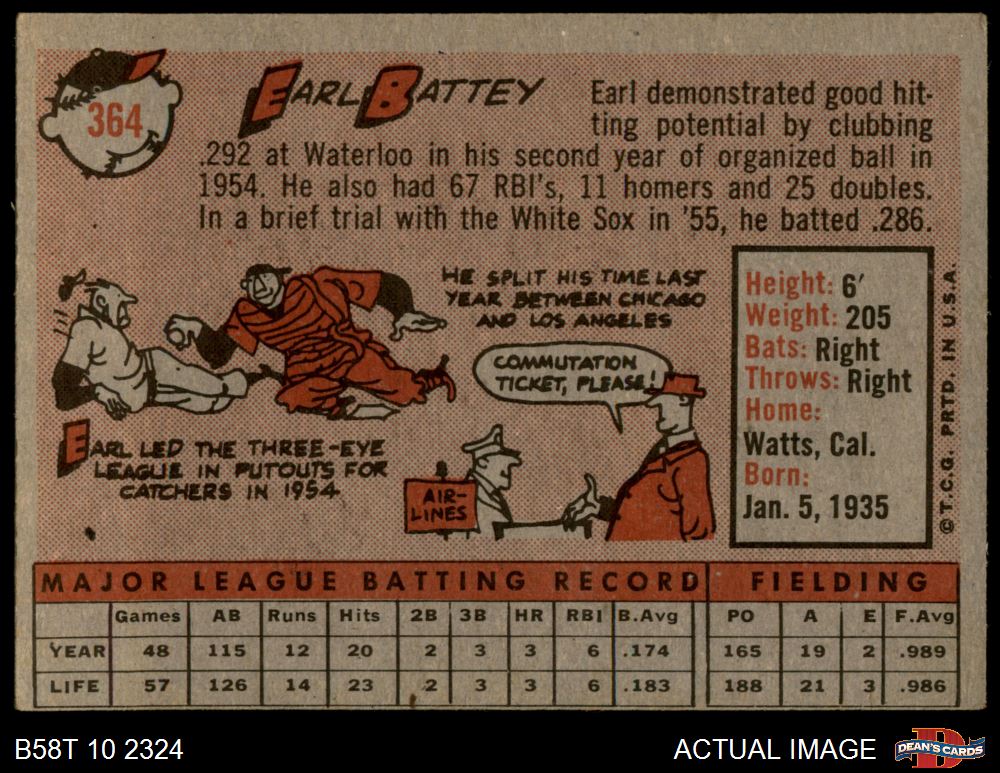 364
EARL BATTEY
Earl demonstrated good hit-
ting potential by clubbing
.292 at Waterloo in his second year of organized ball in
1954. He also had 67 RBI's, 11 homers and 25 doubles.
In a brief trial with the White Sox in '55, he batted .286.
HE SPLIT HIS TIME LAST
YEAR BETWEEN CHICAGO
AND LOS ANGELES
COMMUTATION
TICKET, PLEASE!
EARL LED THE THREE-EYE
LEAGUE IN PUTOUTS FOR
CATCHERS IN 1954
AIR-
LINES
Height: 6'
Weight: 205
Bats: Right
Throws: Right
Home:
Watts, Cal.
Born:
Jan. 5, 1935
© T.C.G. PRTD. IN U.S.A.
MAJOR LEAGUE BATTING RECORD FIELDING
Games AB Runs Hits 2B 3B HR RBI B.Avg PO A E F.Avg
YEAR 48 115 12 20 2 3 3 6 .174 165 19 2 .989
LIFE 57 126 14 23 2 3 3 6 .183 188 21 3 .986
B58T 10 2324
ACTUAL IMAGE
D
DEAN'S CARDS